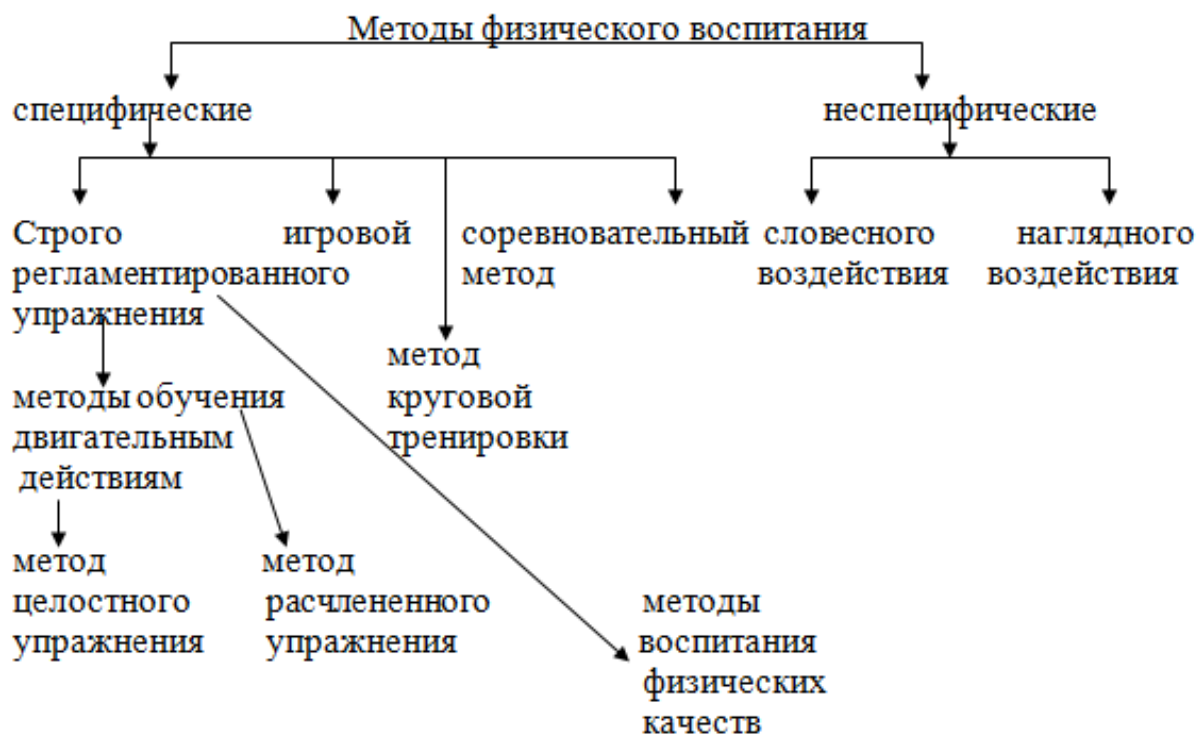 Методы физического воспитания
специфические
неспецифические
Строго
регламентированного
упражнения
игровой
соревновательный
метод
словесного
воздействия
наглядного
воздействия
метод
круговой
тренировки
методы обучения
двигательным
действиям
метод
целостного
упражнения
метод
расчлененного
упражнения
методы
воспитания
физических
качеств